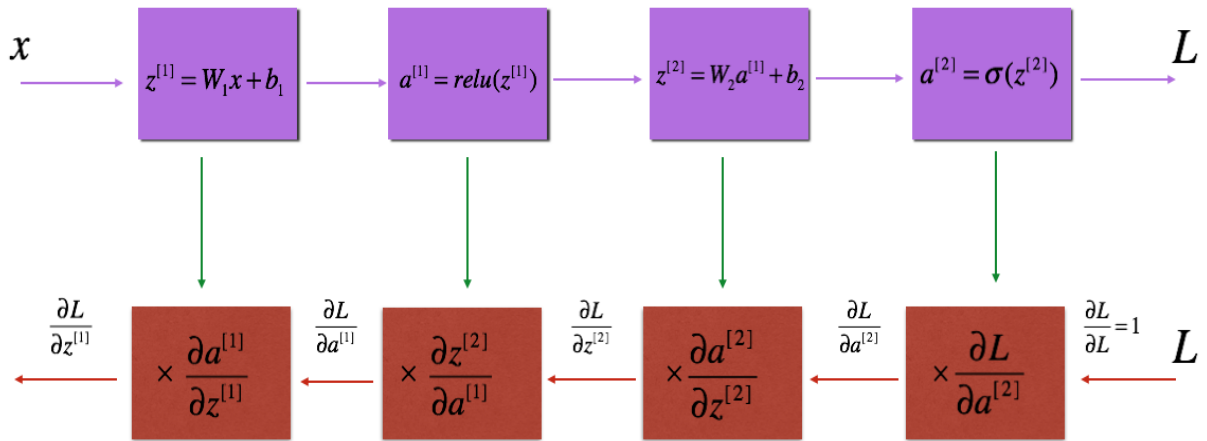 x
z^{[1]} = W_1 x + b_1
a^{[1]} = relu(z^{[1]})
z^{[2]} = W_2 a^{[1]} + b_2
a^{[2]} = σ(z^{[2]})
L
∂L/∂z^{[1]}
× ∂a^{[1]}/∂z^{[1]}
∂L/∂a^{[1]}
× ∂z^{[2]}/∂a^{[1]}
∂L/∂z^{[2]}
× ∂a^{[2]}/∂z^{[2]}
∂L/∂a^{[2]}
× ∂L/∂a^{[2]}
∂L/∂L = 1
L